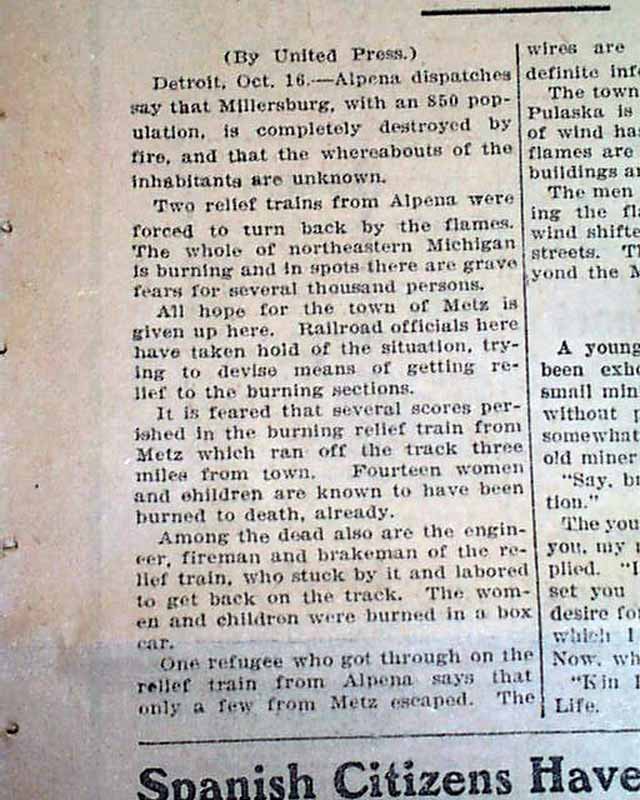 (By United Press.)
Detroit, Oct. 16.—Alpena dispatches
say that Millersburg, with an 850 pop-
ulation, is completely destroyed by
fire, and that the whereabouts of the
inhabitants are unknown.
Two relief trains from Alpena were
forced to turn back by the flames.
The whole of northeastern Michigan
is burning and in spots there are grave
fears for several thousand persons.
All hope for the town of Metz is
given up here. Railroad officials here
have taken hold of the situation, try-
ing to devise means of getting re-
lief to the burning sections.
It is feared that several scores per-
ished in the burning relief train from
Metz which ran off the track three
miles from town. Fourteen women
and children are known to have been
burned to death, already.
Among the dead also are the engin-
eer, fireman and brakeman of the re-
lief train, who stuck by it and labored
to get back on the track. The wom-
en and children were burned in a box
car.
One refugee who got through on the
relief train from Alpena says that
only a few from Metz escaped. The
wires are
definite
The town
Pulaska is
of wind
flames are
buildings
The men
ing the
wind
streets.
yond the
A young
been
small
without
somewhat
old miner
"Say,
tion."
The
you, my
plied.
set you
desire
which
Now,
"Kin
Life.
Spanish Citizens Have